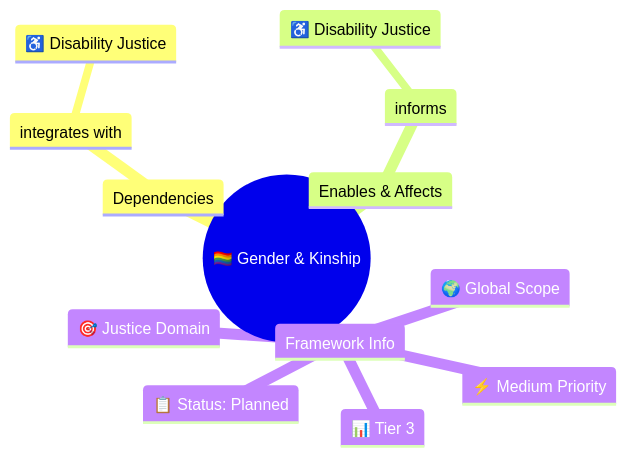 ♿ Disability Justice
♿ Disability Justice
integrates with
informs
Dependencies
Enables & Affects
🏳️‍🌈 Gender & Kinship
🌍 Global Scope
🎯 Justice Domain
Framework Info
⚡ Medium Priority
📋 Status: Planned
📊 Tier 3